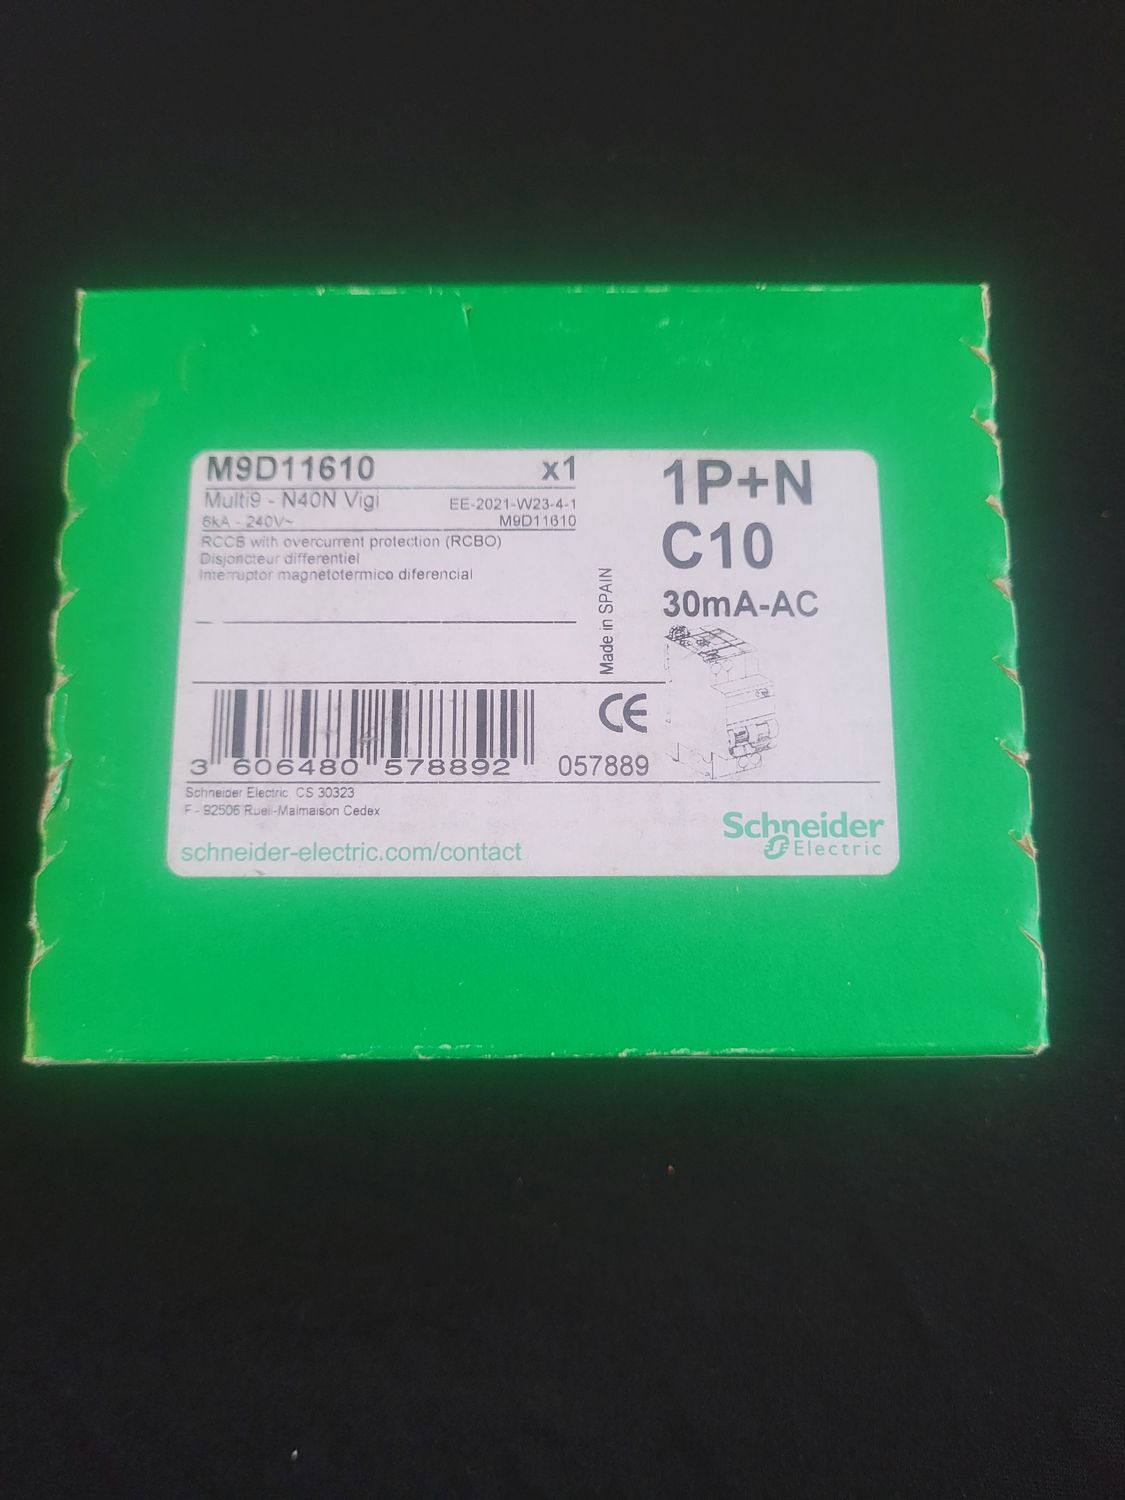 M9D11610 x1
Multi9 - N40N Vigi EE-2021-W23-4-1
6kA - 240V~ M9D11610
RCCB with overcurrent protection (RCBO)
Disjoncteur differentiel
Interruptor magnetotermico diferencial
Made in SPAIN
1P+N
C10
30mA-AC
CE
3 606480 578892 057889
Schneider Electric, CS 30323
F - 92506 Rueil-Malmaison Cedex
schneider-electric.com/contact
Schneider
Electric